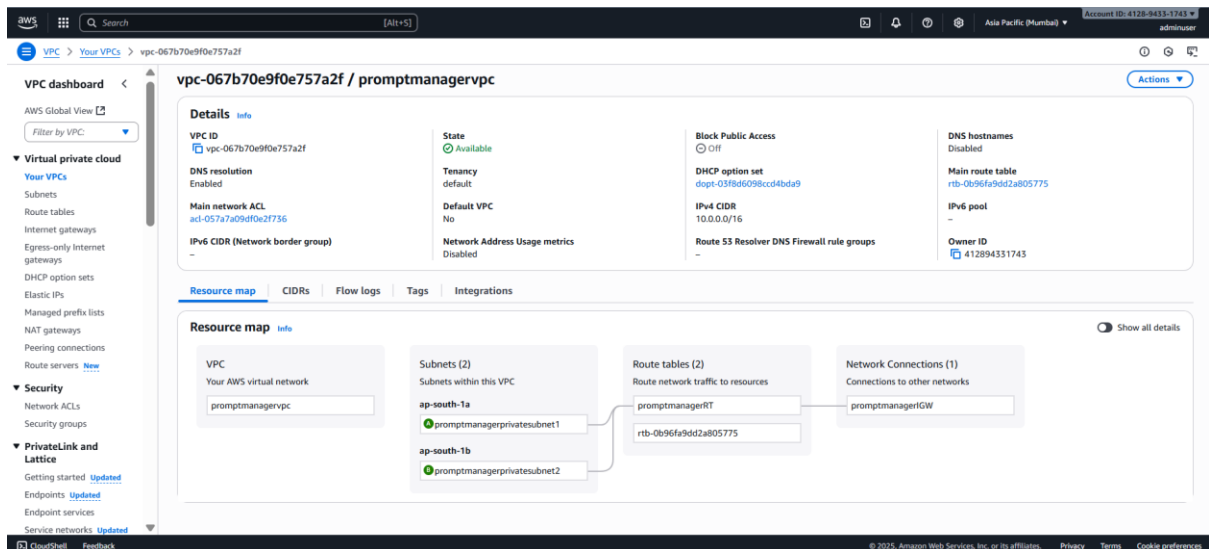 aws
Search [Alt+S]
Asia Pacific (Mumbai) ▼
Account ID: 4128-9433-1743 ▼
adminuser
VPC > Your VPCs > vpc-067b70e9f0e757a2f
VPC dashboard
AWS Global View
Filter by VPC:
Virtual private cloud
Your VPCs
Subnets
Route tables
Internet gateways
Egress-only Internet
gateways
DHCP option sets
Elastic IPs
Managed prefix lists
NAT gateways
Peering connections
Route servers New
Security
Network ACLs
Security groups
PrivateLink and
Lattice
Getting started Updated
Endpoints Updated
Endpoint services
Service networks Updated
vpc-067b70e9f0e757a2f / promptmanagervpc
Actions ▼
Details Info
VPC ID
vpc-067b70e9f0e757a2f
State
Available
Block Public Access
Off
DNS hostnames
Disabled
DNS resolution
Enabled
Tenancy
default
DHCP option set
dopt-03f8d6098ccd4bda9
Main route table
rtb-0b96fa9dd2a805775
Main network ACL
acl-057a7a09df0e2f736
Default VPC
No
IPv4 CIDR
10.0.0.0/16
IPv6 pool
–
IPv6 CIDR (Network border group)
–
Network Address Usage metrics
Disabled
Route 53 Resolver DNS Firewall rule groups
–
Owner ID
412894331743
Resource map CIDRs Flow logs Tags Integrations
Resource map Info
Show all details
VPC
Your AWS virtual network
promptmanagervpc
Subnets (2)
Subnets within this VPC
ap-south-1a
A promptmanagerprivatesubnet1
ap-south-1b
B promptmanagerprivatesubnet2
Route tables (2)
Route network traffic to resources
promptmanagerRT
rtb-0b96fa9dd2a805775
Network Connections (1)
Connections to other networks
promptmanagerIGW
CloudShell Feedback
© 2025, Amazon Web Services, Inc. or its affiliates. Privacy Terms Cookie preferences